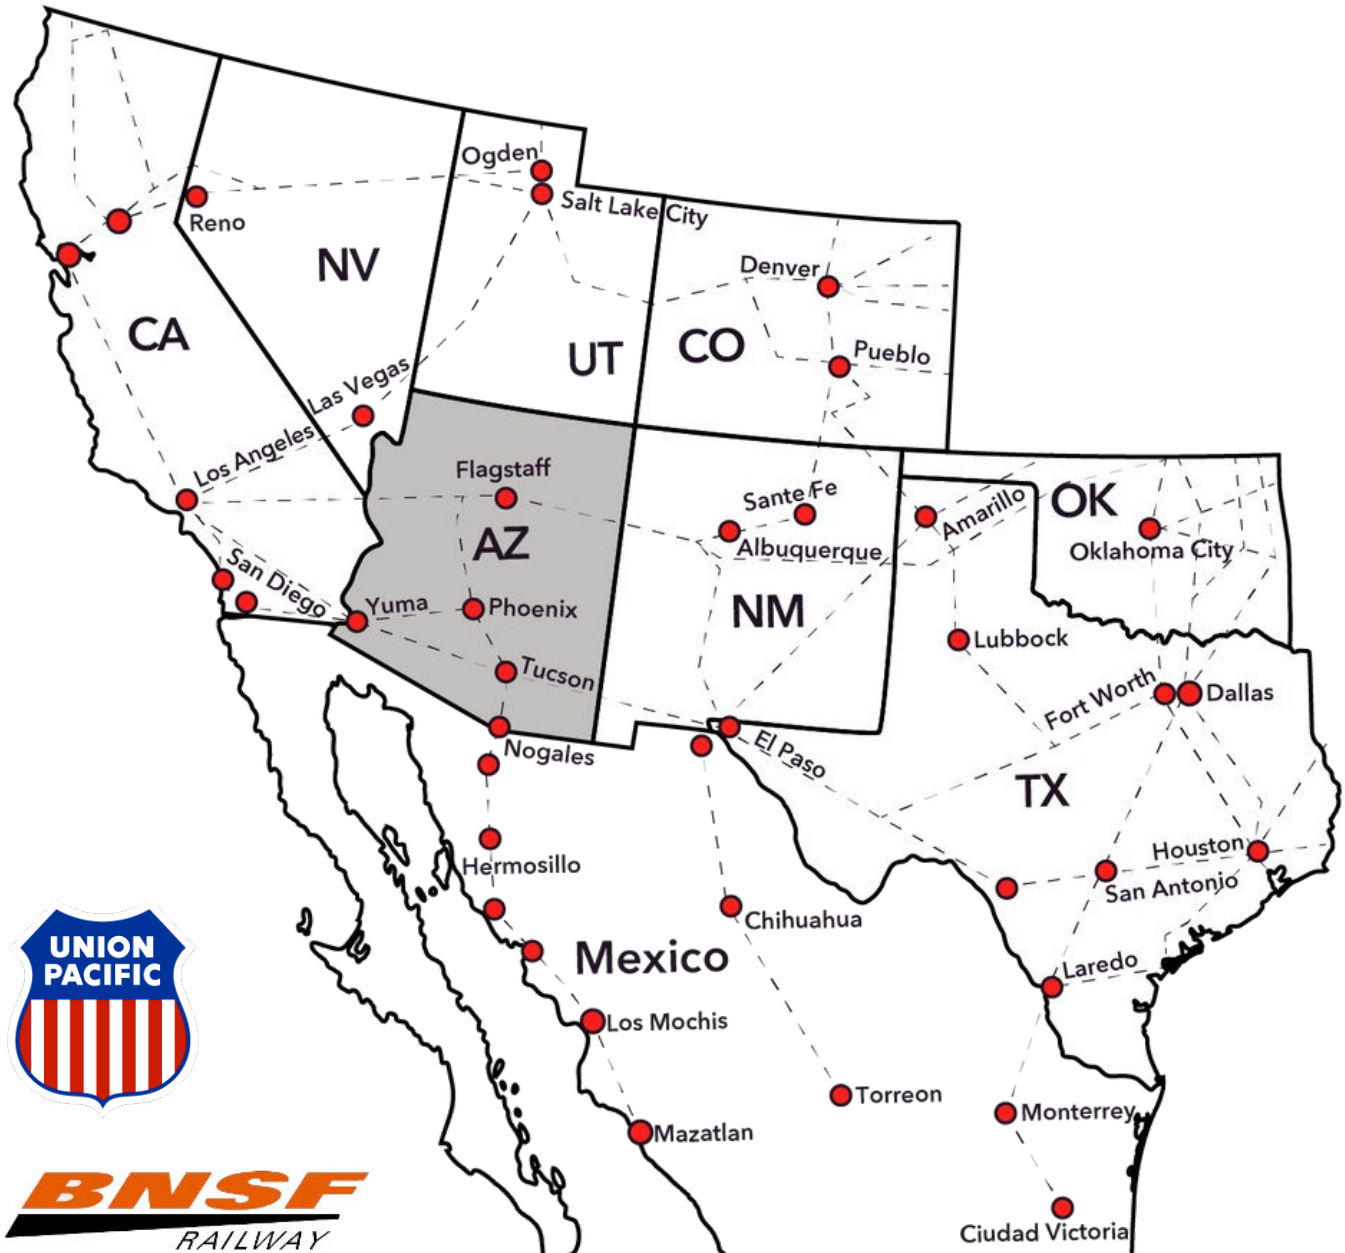 Ogden
Salt Lake City
Reno
NV
Denver
CA
UT
CO
Pueblo
Las Vegas
Los Angeles
Flagstaff
AZ
Sante Fe
Albuquerque
Amarillo
OK
Oklahoma City
San Diego
Yuma
Phoenix
NM
Lubbock
Tucson
Fort Worth
Dallas
Nogales
El Paso
TX
Hermosillo
Houston
San Antonio
Chihuahua
Mexico
Laredo
UNION
PACIFIC
Los Mochis
Torreon
Monterrey
Mazatlan
Ciudad Victoria
BNSF
RAILWAY